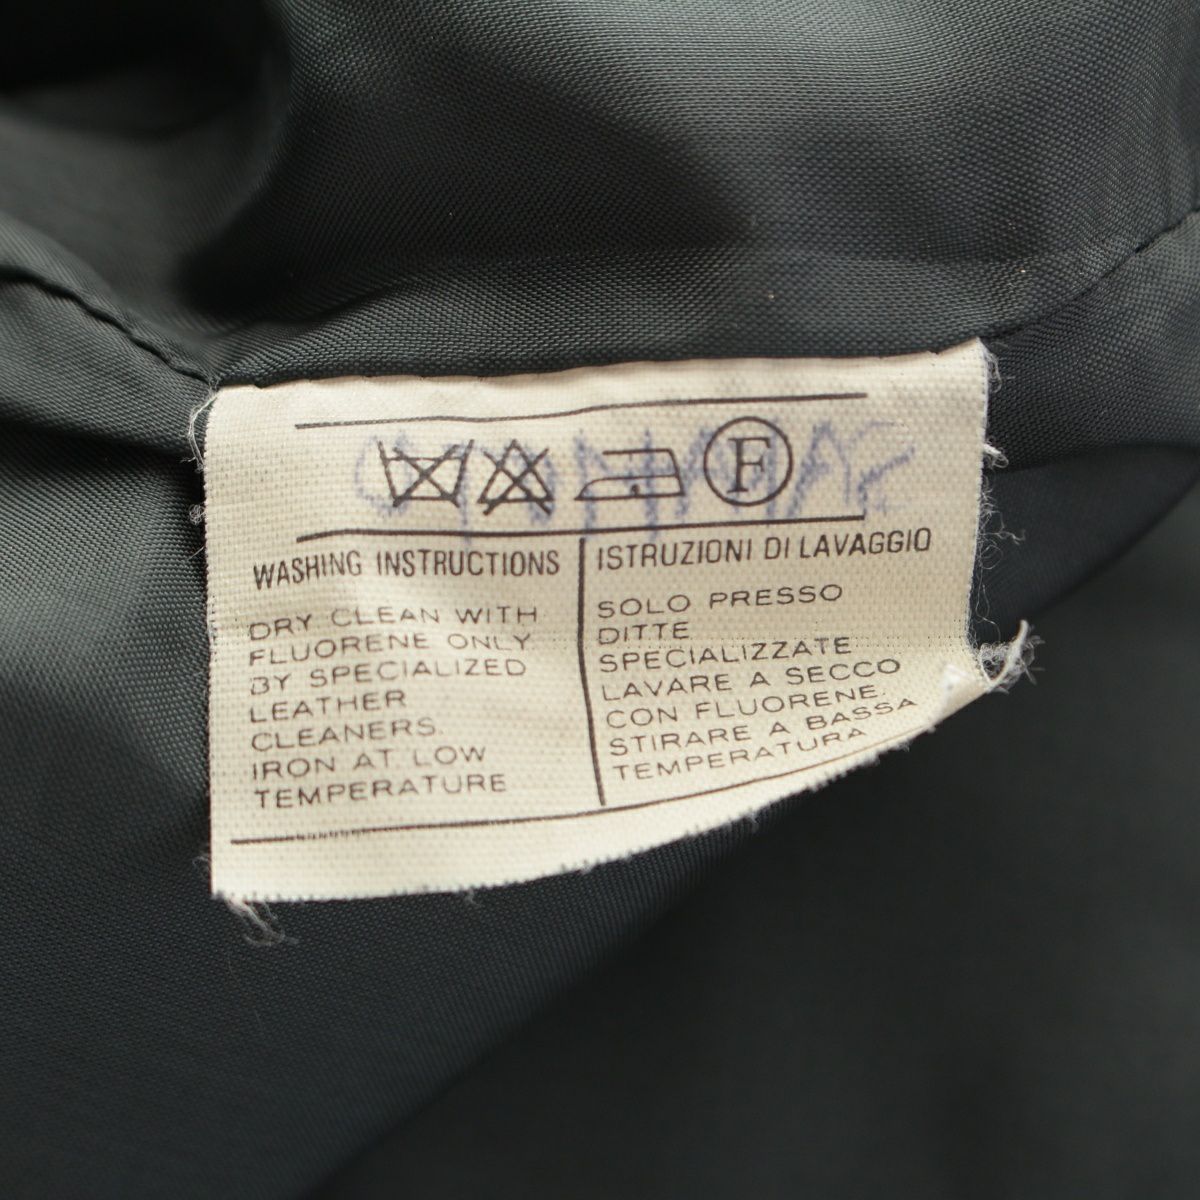 F
WASHING INSTRUCTIONS
DRY CLEAN WITH
FLUORENE ONLY
BY SPECIALIZED
LEATHER
CLEANERS.
IRON AT LOW
TEMPERATURE
ISTRUZIONI DI LAVAGGIO
SOLO PRESSO
DITTE
SPECIALIZZATE
LAVARE A SECCO
CON FLUORENE.
STIRARE A BASSA
TEMPERATURA